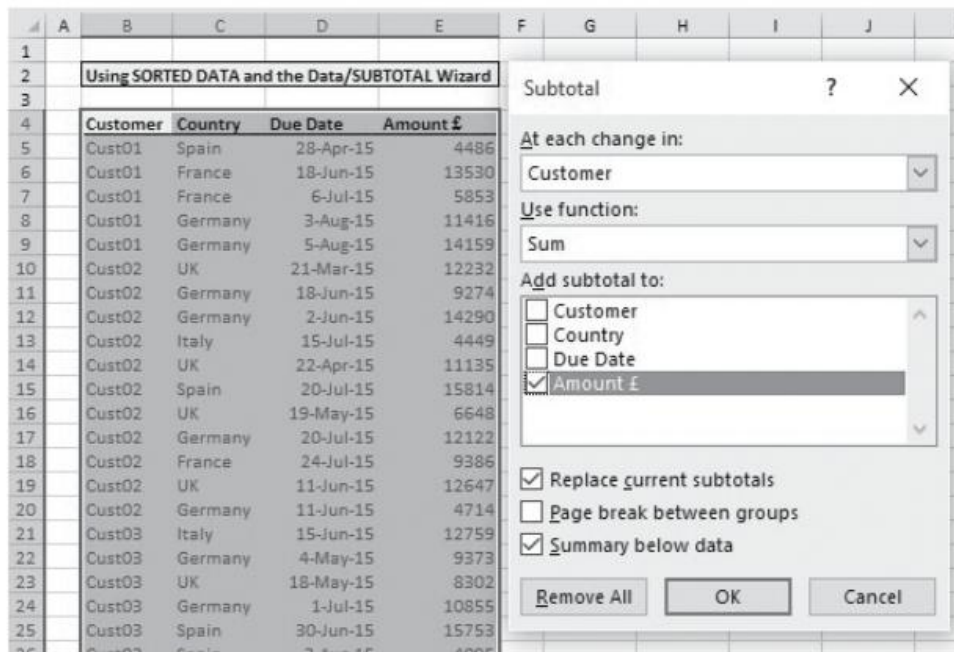 A B C D E F G H I J
1
2 Using SORTED DATA and the Data/SUBTOTAL Wizard
3
4 Customer Country Due Date Amount £
5 Cust01 Spain 28-Apr-15 4486
6 Cust01 France 18-Jun-15 13530
7 Cust01 France 6-Jul-15 5853
8 Cust01 Germany 3-Aug-15 11416
9 Cust01 Germany 5-Aug-15 14159
10 Cust02 UK 21-Mar-15 12232
11 Cust02 Germany 18-Jun-15 9274
12 Cust02 Germany 2-Jun-15 14290
13 Cust02 Italy 15-Jul-15 4449
14 Cust02 UK 22-Apr-15 11135
15 Cust02 Spain 20-Jul-15 15814
16 Cust02 UK 19-May-15 6648
17 Cust02 Germany 20-Jul-15 12122
18 Cust02 France 24-Jul-15 9386
19 Cust02 UK 11-Jun-15 12647
20 Cust02 Germany 11-Jun-15 4714
21 Cust03 Italy 15-Jun-15 12759
22 Cust03 Germany 4-May-15 9373
23 Cust03 UK 18-May-15 8302
24 Cust03 Germany 1-Jul-15 10855
25 Cust03 Spain 30-Jun-15 15753
Subtotal ?
At each change in:
Customer
Use function:
Sum
Add subtotal to:
Customer
Country
Due Date
Amount £
Replace current subtotals
Page break between groups
Summary below data
Remove All OK Cancel